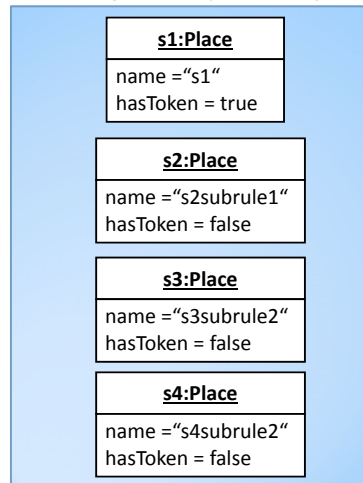 s1:Place
name =“s1“
hasToken = true
s2:Place
name =“s2subrule1“
hasToken = false
s3:Place
name =“s3subrule2“
hasToken = false
s4:Place
name =“s4subrule2“
hasToken = false